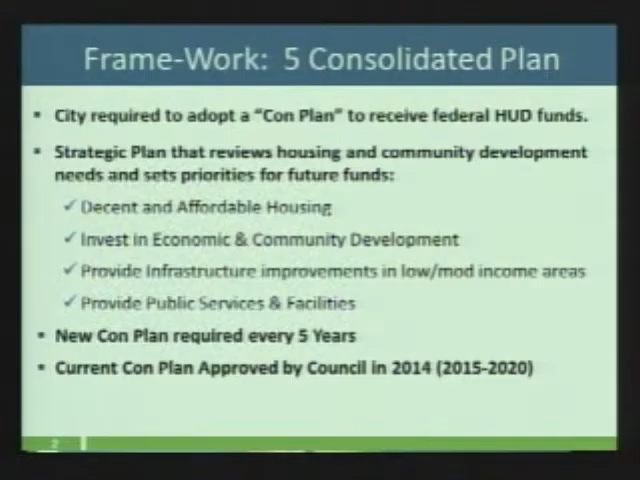 Frame-Work: 5 Consolidated Plan
▪ City required to adopt a “Con Plan” to receive federal HUD funds.
▪ Strategic Plan that reviews housing and community development
needs and sets priorities for future funds:
✓ Decent and Affordable Housing
✓ Invest in Economic & Community Development
✓ Provide Infrastructure improvements in low/mod income areas
✓ Provide Public Services & Facilities
▪ New Con Plan required every 5 Years
▪ Current Con Plan Approved by Council in 2014 (2015-2020)
2